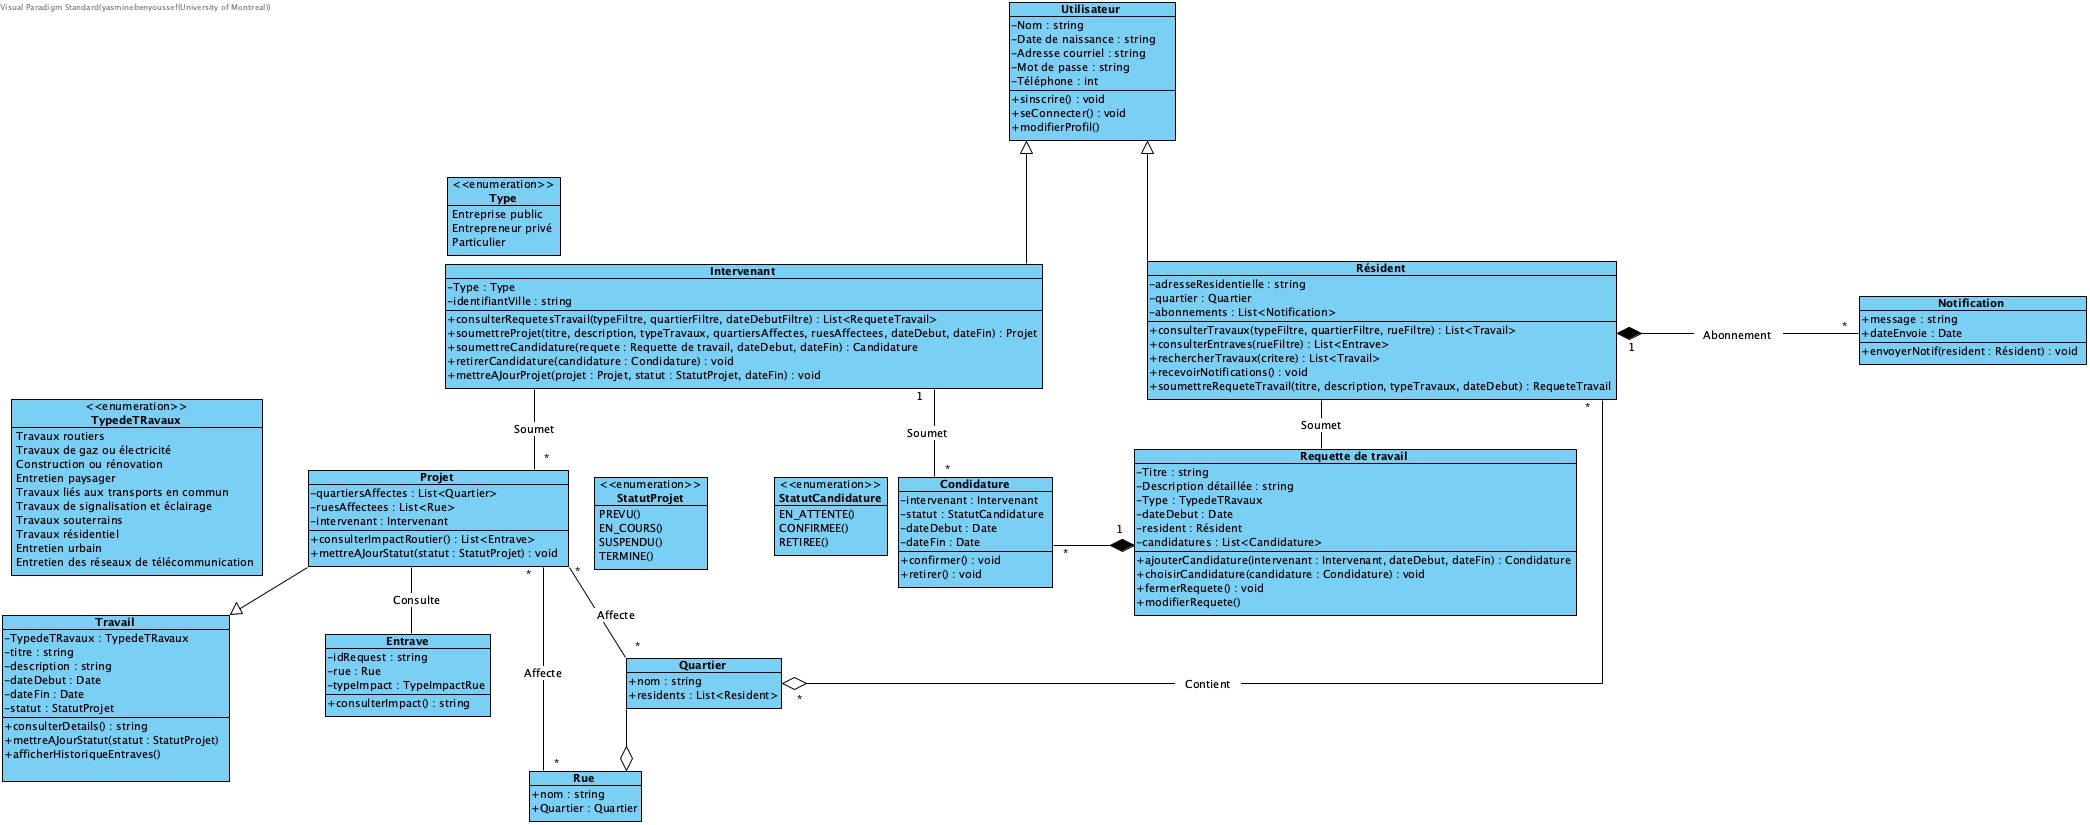 Visual Paradigm Standard(yasminebenyoussef(University of Montreal))
Utilisateur
-Nom : string
-Date de naissance : string
-Adresse courriel : string
-Mot de passe : string
-Téléphone : int
+sinscrire() : void
+seConnecter() : void
+modifierProfil()
<<enumeration>>
Type
Entreprise public
Entrepreneur privé
Particulier
Intervenant
-Type : Type
-identifiantVille : string
+consulterRequetesTravail(typeFiltre, quartierFiltre, dateDebutFiltre) : List<RequeteTravail>
+soumettreProjet(titre, description, typeTravaux, quartiersAffectes, ruesAffectees, dateDebut, dateFin) : Projet
+soumettreCandidature(requete : Requete de travail, dateDebut, dateFin) : Candidature
+retirerCandidature(candidature : Condidature) : void
+mettreAJourProjet(projet : Projet, statut : StatutProjet, dateFin) : void
Résident
-adresseResidentielle : string
-quartier : Quartier
-abonnements : List<Notification>
+consulterTravaux(typeFiltre, quartierFiltre, rueFiltre) : List<Travail>
+consulterEntraves(rueFiltre) : List<Entrave>
+rechercherTravaux(critere) : List<Travail>
+recevoirNotifications() : void
+soumettreRequeteTravail(titre, description, typeTravaux, dateDebut) : RequeteTravail
1
Abonnement
*
Notification
+message : string
+dateEnvoie : Date
+envoyerNotif(resident : Résident) : void
<<enumeration>>
TypedeTRavaux
Travaux routiers
Travaux de gaz ou électricité
Construction ou rénovation
Entretien paysager
Travaux liés aux transports en commun
Travaux de signalisation et éclairage
Travaux souterrains
Travaux résidentiel
Entretien urbain
Entretien des réseaux de télécommunication
Soumet
*
1
Soumet
*
Soumet
*
Projet
-quartiersAffectes : List<Quartier>
-ruesAffectees : List<Rue>
-intervenant : Intervenant
+consulterImpactRoutier() : List<Entrave>
+mettreAJourStatut(statut : StatutProjet) : void
<<enumeration>>
StatutProjet
PREVU()
EN_COURS()
SUSPENDU()
TERMINE()
<<enumeration>>
StatutCandidature
EN_ATTENTE()
CONFIRMEE()
RETIREE()
Condidature
-intervenant : Intervenant
-statut : StatutCandidature
-dateDebut : Date
-dateFin : Date
+confirmer() : void
+retirer() : void
*
1
Requette de travail
-Titre : string
-Description détaillée : string
-Type : TypedeTRavaux
-dateDebut : Date
-resident : Résident
-candidatures : List<Candidature>
+ajouterCandidature(intervenant : Intervenant, dateDebut, dateFin) : Condidature
+choisirCandidature(candidature : Condidature) : void
+fermerRequete() : void
+modifierRequete()
Travail
-TypedeTRavaux : TypedeTRavaux
-titre : string
-description : string
-dateDebut : Date
-dateFin : Date
-statut : StatutProjet
+consulterDetails() : string
+mettreAJourStatut(statut : StatutProjet)
+afficherHistoriqueEntraves()
Consulte
Entrave
-idRequest : string
-rue : Rue
-typeImpact : TypeImpactRue
+consulterImpact() : string
*
Affecte
*
*
Affecte
*
Quartier
+nom : string
+residents : List<Resident>
*
Contient
Rue
+nom : string
+Quartier : Quartier